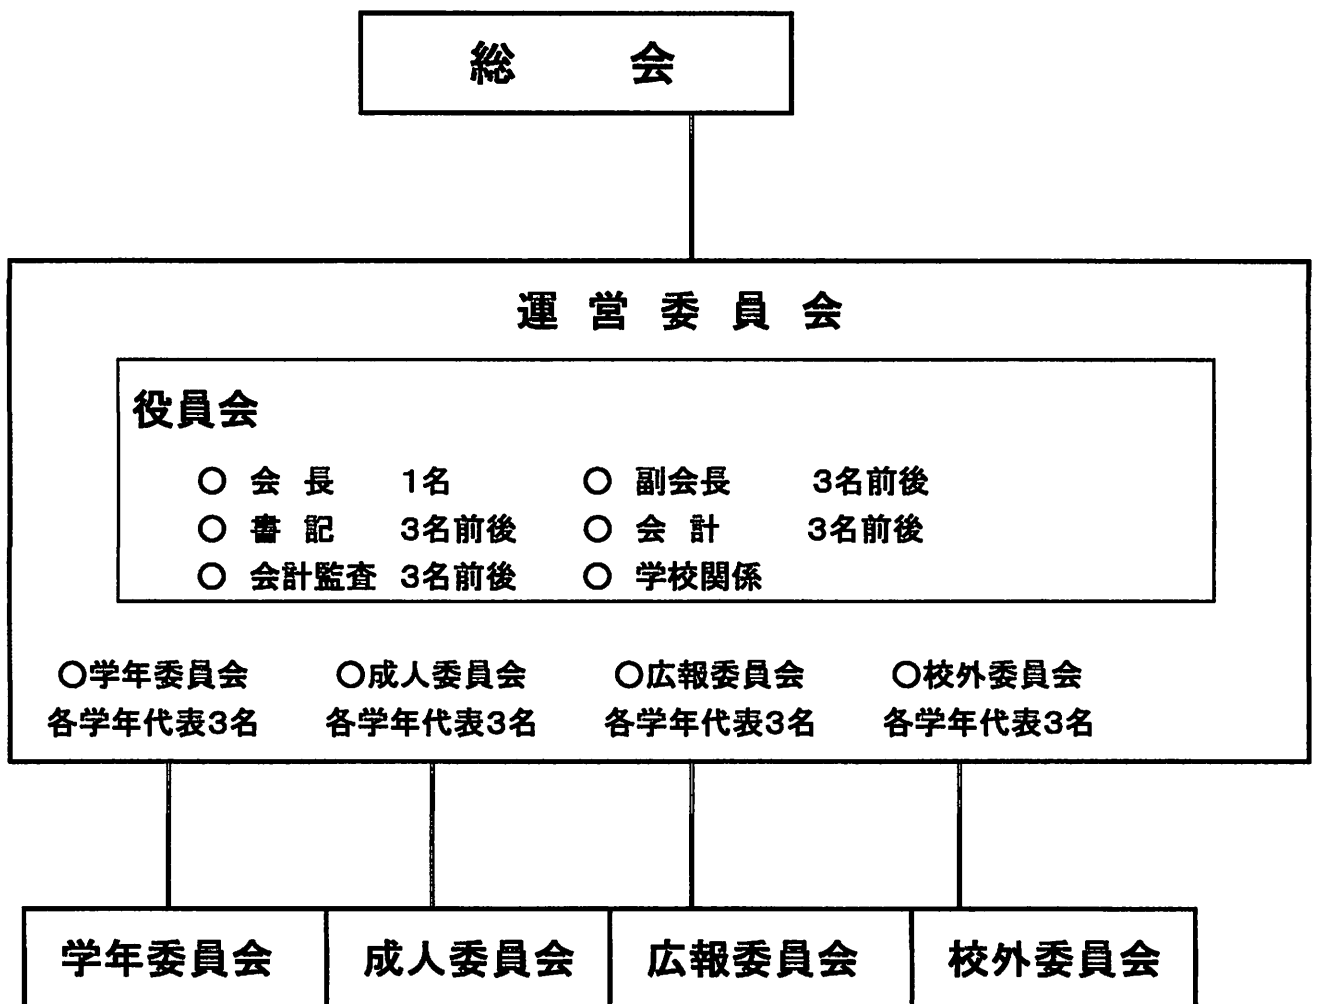 総 会
運 営 委 員 会
役員会
○ 会 長 1名 ○ 副会長 3名前後
○ 書 記 3名前後 ○ 会 計 3名前後
○ 会計監査 3名前後 ○ 学校関係
○学年委員会 ○成人委員会 ○広報委員会 ○校外委員会
各学年代表3名 各学年代表3名 各学年代表3名 各学年代表3名
学年委員会 成人委員会 広報委員会 校外委員会